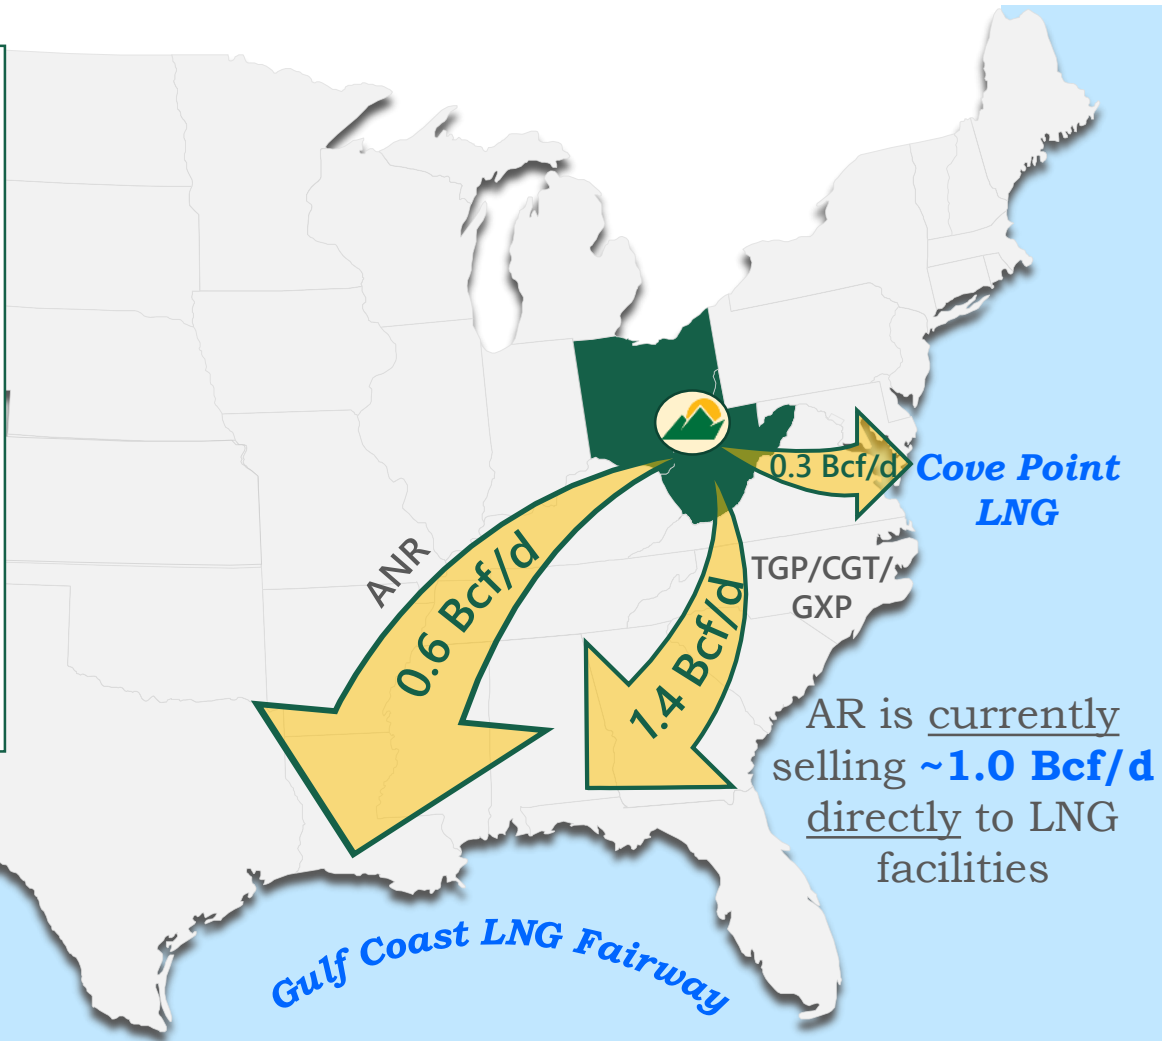 0.3 Bcf/d
Cove Point
LNG
ANR
0.6 Bcf/d
TGP/CGT/
GXP
1.4 Bcf/d
AR is currently
selling ~1.0 Bcf/d
directly to LNG
facilities
Gulf Coast LNG Fairway